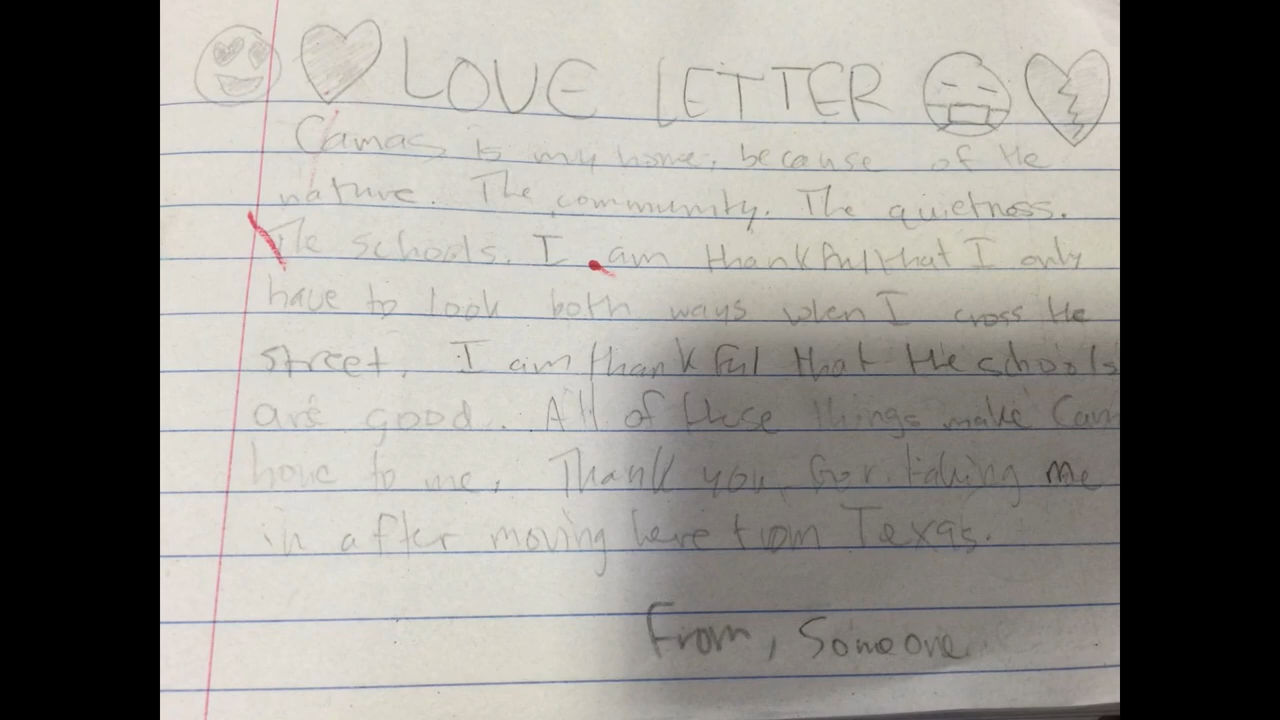 LOVE LETTER
Camas is my home, because of the
nature. The community. The quietness.
The schools. I am thankful that I only
have to look both ways when I cross the
street. I am thankful that the schools
are good. All of these things make Cam
home to me. Thank you for taking me
in after moving here from Texas.
From, Someone